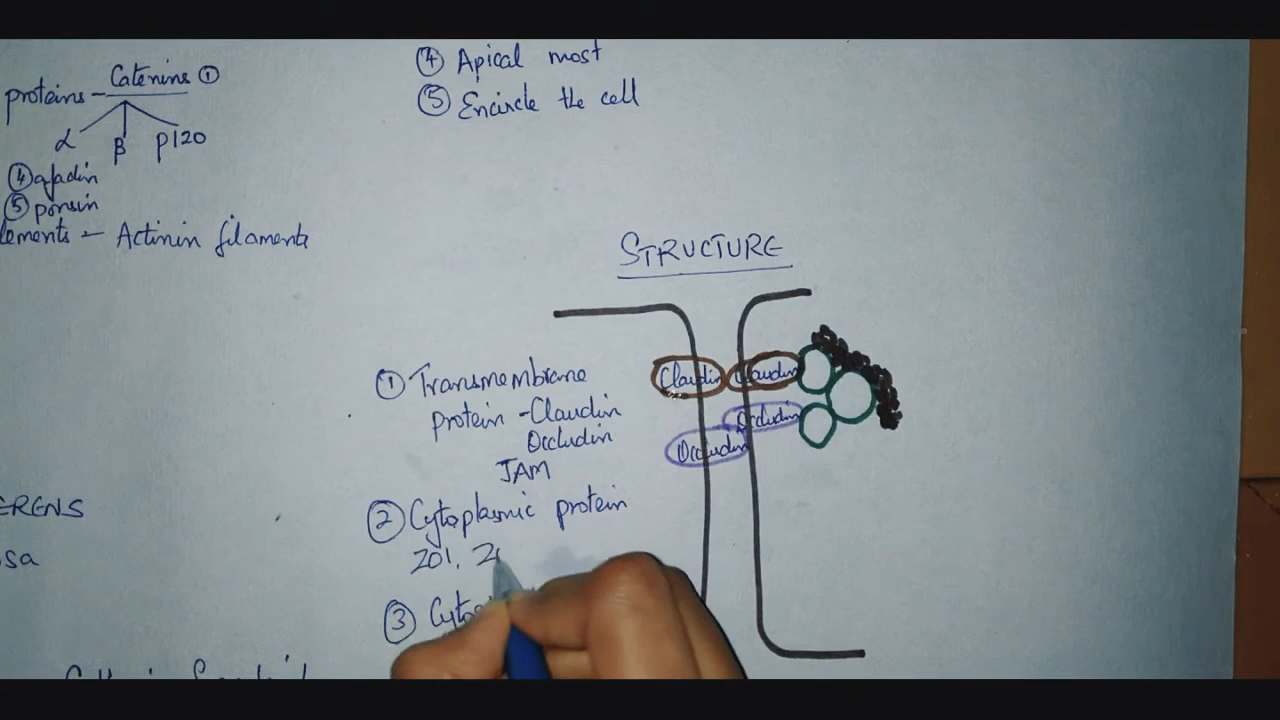 proteins - Catenins ①
α β p120
④ afadin
⑤ ponsin
lements - Actinin filaments
ERENS
sa
④ Apical most
⑤ Encircle the cell
STRUCTURE
① Transmembrane
protein - Claudin
Occludin
JAM
② Cytoplasmic protein
ZO1, Z
③ Cyto
Claudin Claudin
Occludin
Occludin